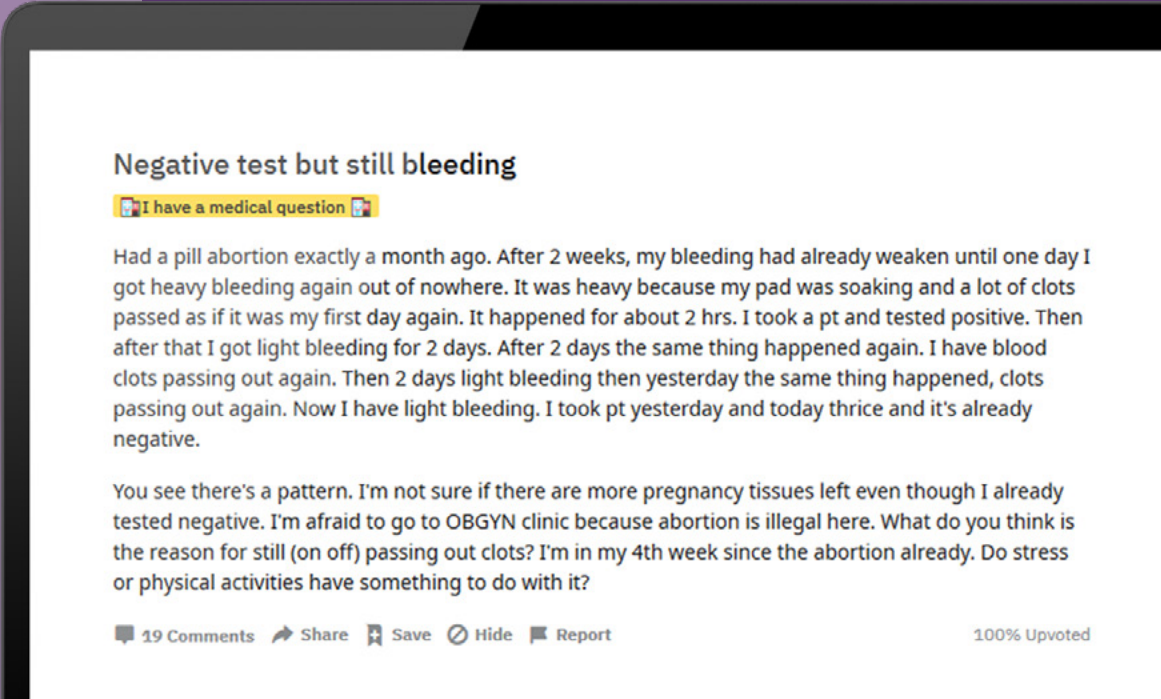 Negative test but still bleeding
I have a medical question
Had a pill abortion exactly a month ago. After 2 weeks, my bleeding had already weaken until one day I
got heavy bleeding again out of nowhere. It was heavy because my pad was soaking and a lot of clots
passed as if it was my first day again. It happened for about 2 hrs. I took a pt and tested positive. Then
after that I got light bleeding for 2 days. After 2 days the same thing happened again. I have blood
clots passing out again. Then 2 days light bleeding then yesterday the same thing happened, clots
passing out again. Now I have light bleeding. I took pt yesterday and today thrice and it's already
negative.
You see there's a pattern. I'm not sure if there are more pregnancy tissues left even though I already
tested negative. I'm afraid to go to OBGYN clinic because abortion is illegal here. What do you think is
the reason for still (on off) passing out clots? I'm in my 4th week since the abortion already. Do stress
or physical activities have something to do with it?
19 Comments Share Save Hide Report 100% Upvoted